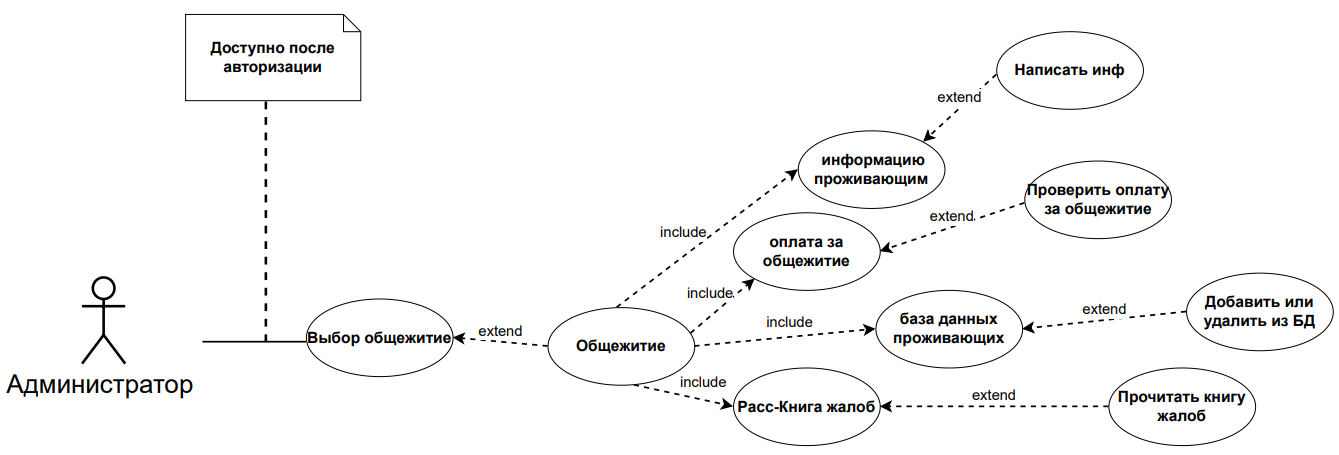 Доступно после
авторизации
Администратор
Выбор общежитие
extend
Общежитие
include
include
include
include
информацию
проживающим
extend
Написать инф
оплата за
общежитие
extend
Проверить оплату
за общежитие
база данных
проживающих
extend
Добавить или
удалить из БД
Расс-Книга жалоб
extend
Прочитать книгу
жалоб